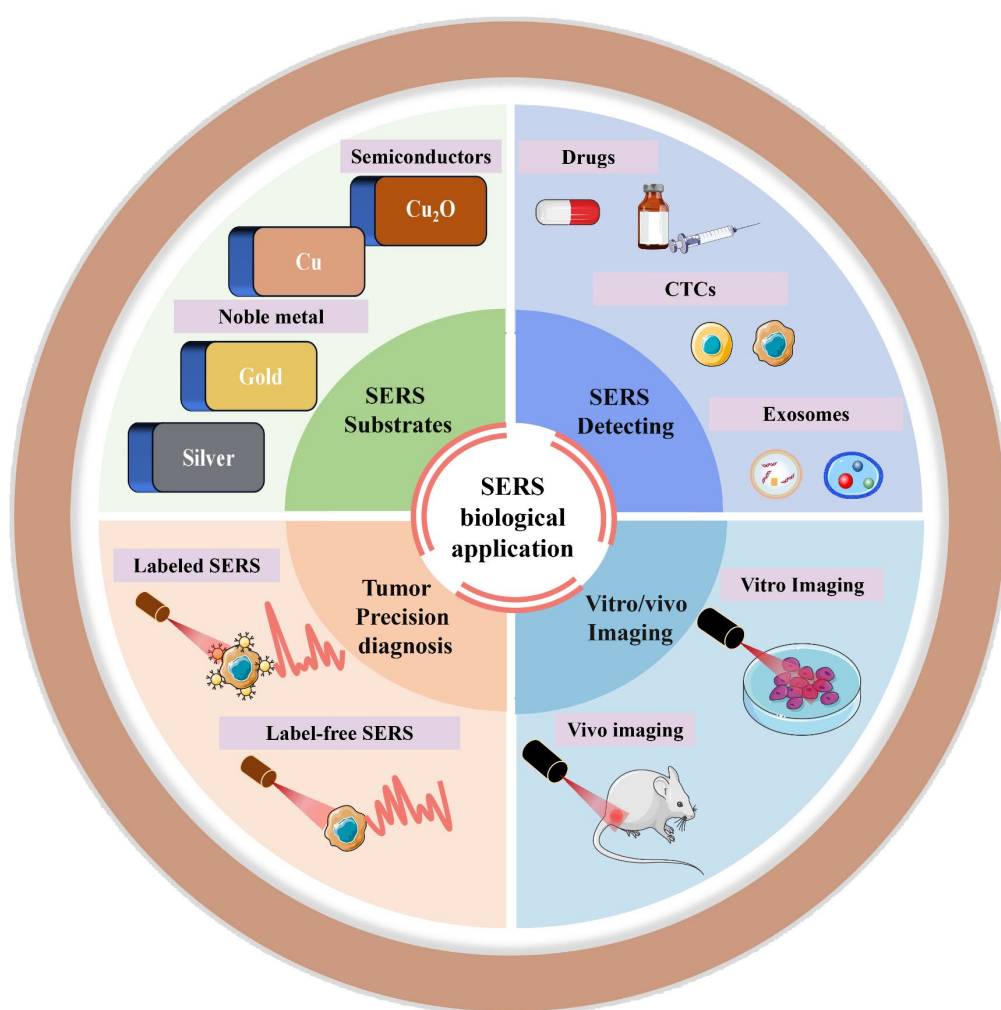 Semiconductors
Cu₂O
Cu
Noble metal
Gold
Silver
SERS
Substrates
Drugs
CTCs
Exosomes
SERS
Detecting
SERS
biological
application
Labeled SERS
Label-free SERS
Tumor
Precision
diagnosis
Vitro/vivo
Imaging
Vitro Imaging
Vivo imaging